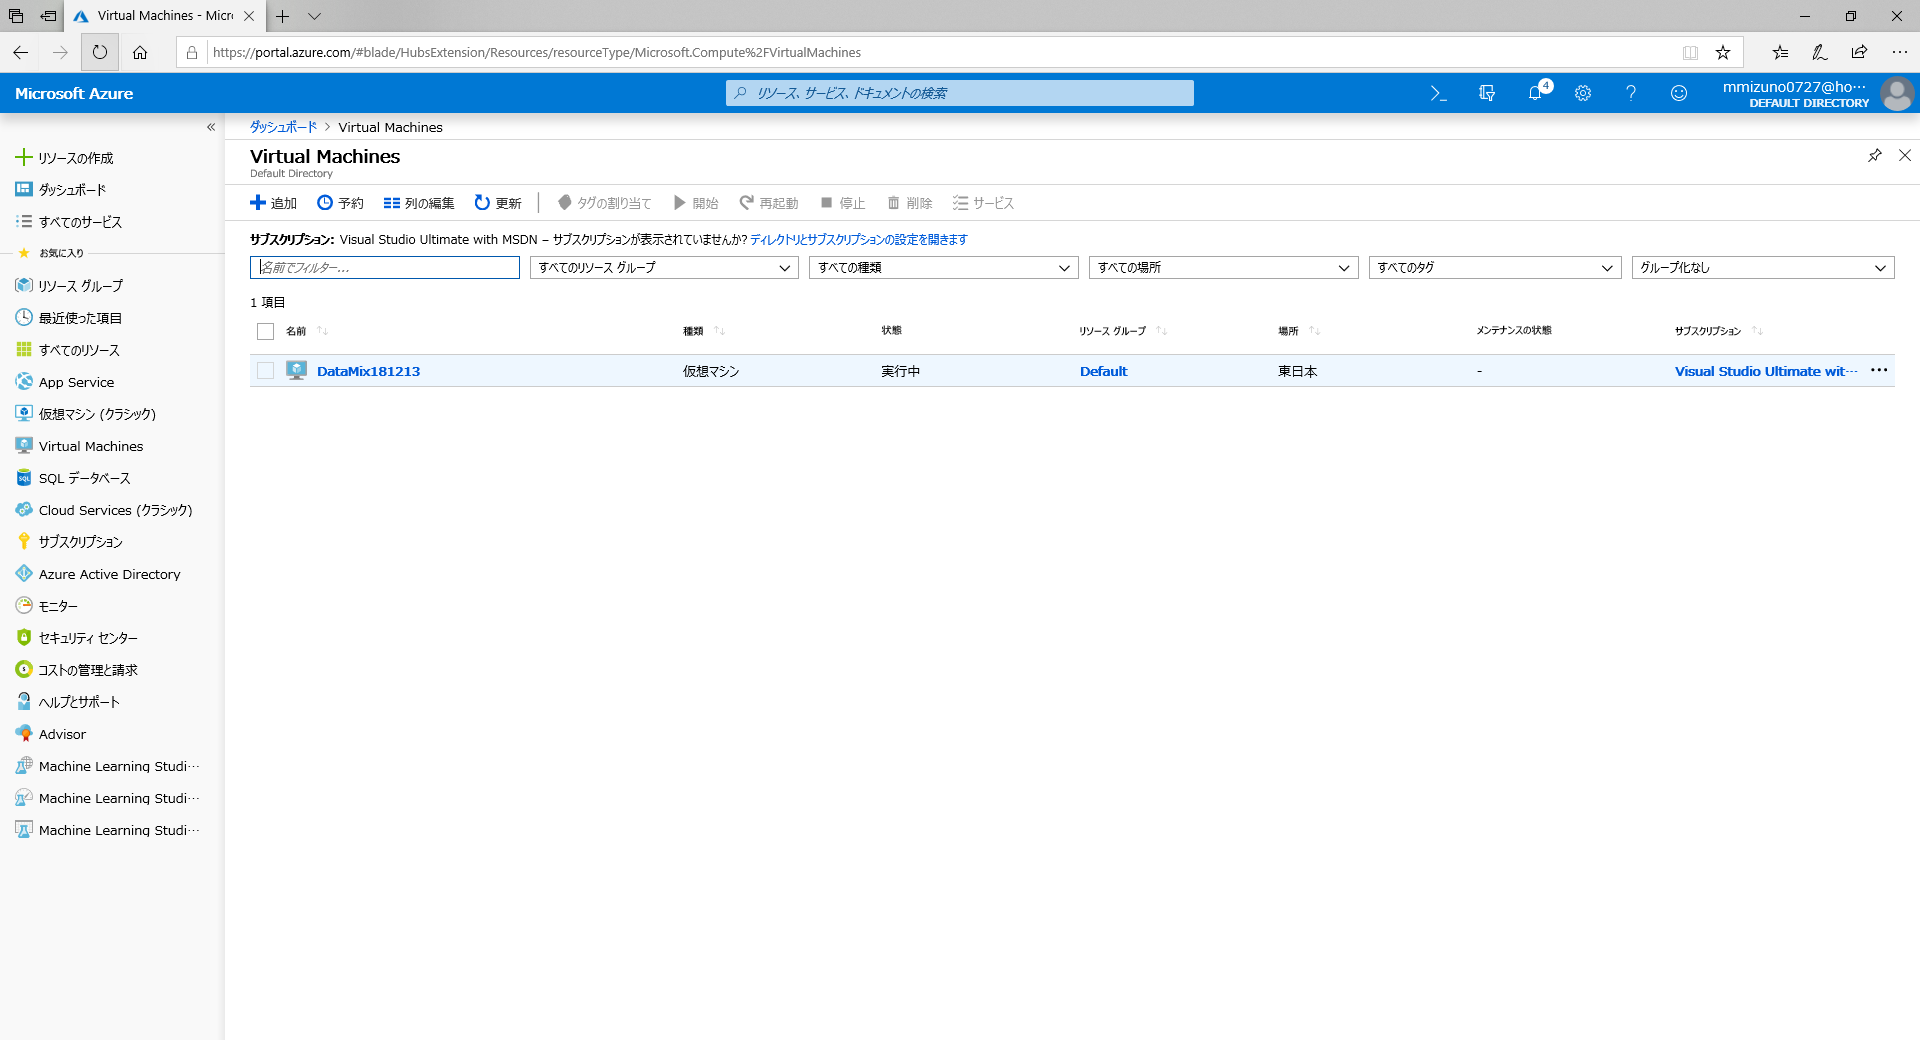 Virtual Machines - Micr
https://portal.azure.com/#blade/HubsExtension/Resources/resourceType/Microsoft.Compute%2FVirtualMachines
Microsoft Azure
リソース、サービス、ドキュメントの検索
4
mmizuno0727@ho···
DEFAULT DIRECTORY
ダッシュボード > Virtual Machines
Virtual Machines
Default Directory
追加 予約 列の編集 更新 タグの割り当て 開始 再起動 停止 削除 サービス
サブスクリプション: Visual Studio Ultimate with MSDN – サブスクリプションが表示されていませんか? ディレクトリとサブスクリプションの設定を開きます
名前でフィルター... すべてのリソース グループ すべての種類 すべての場所 すべてのタグ グループ化なし
1 項目
名前 種類 状態 リソース グループ 場所 メンテナンスの状態 サブスクリプション
DataMix181213 仮想マシン 実行中 Default 東日本 - Visual Studio Ultimate wit···
リソースの作成
ダッシュボード
すべてのサービス
お気に入り
リソース グループ
最近使った項目
すべてのリソース
App Service
仮想マシン (クラシック)
Virtual Machines
SQL データベース
Cloud Services (クラシック)
サブスクリプション
Azure Active Directory
モニター
セキュリティ センター
コストの管理と請求
ヘルプとサポート
Advisor
Machine Learning Studi···
Machine Learning Studi···
Machine Learning Studi···